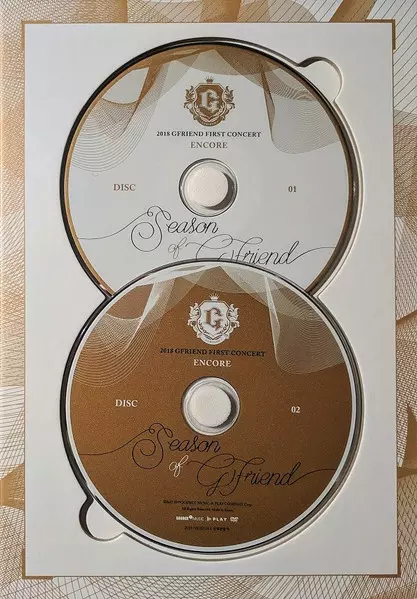 G
2018 GFRIEND FIRST CONCERT
ENCORE
DISC 01
Season
of GFriend
G
2018 GFRIEND FIRST CONCERT
ENCORE
DISC 02
Season
of GFriend
PLAY